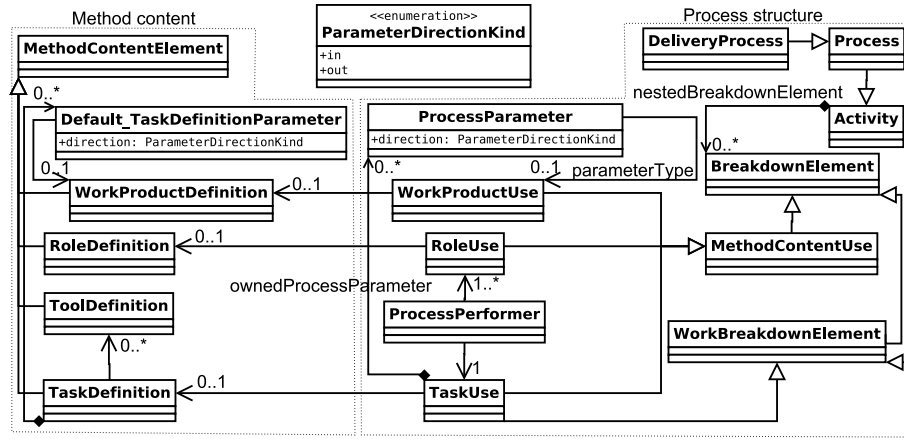 Method content
<<enumeration>>
ParameterDirectionKind
+in
+out
Process structure
MethodContentElement
DeliveryProcess
Process
0..*
nestedBreakdownElement
Default_TaskDefinitionParameter
+direction: ParameterDirectionKind
ProcessParameter
+direction: ParameterDirectionKind
Activity
0..1
0..*
0..1
parameterType
0..*
BreakdownElement
WorkProductDefinition
0..1
WorkProductUse
RoleDefinition
0..1
RoleUse
MethodContentUse
ownedProcessParameter
1..*
ToolDefinition
ProcessPerformer
0..*
WorkBreakdownElement
1
TaskDefinition
0..1
TaskUse